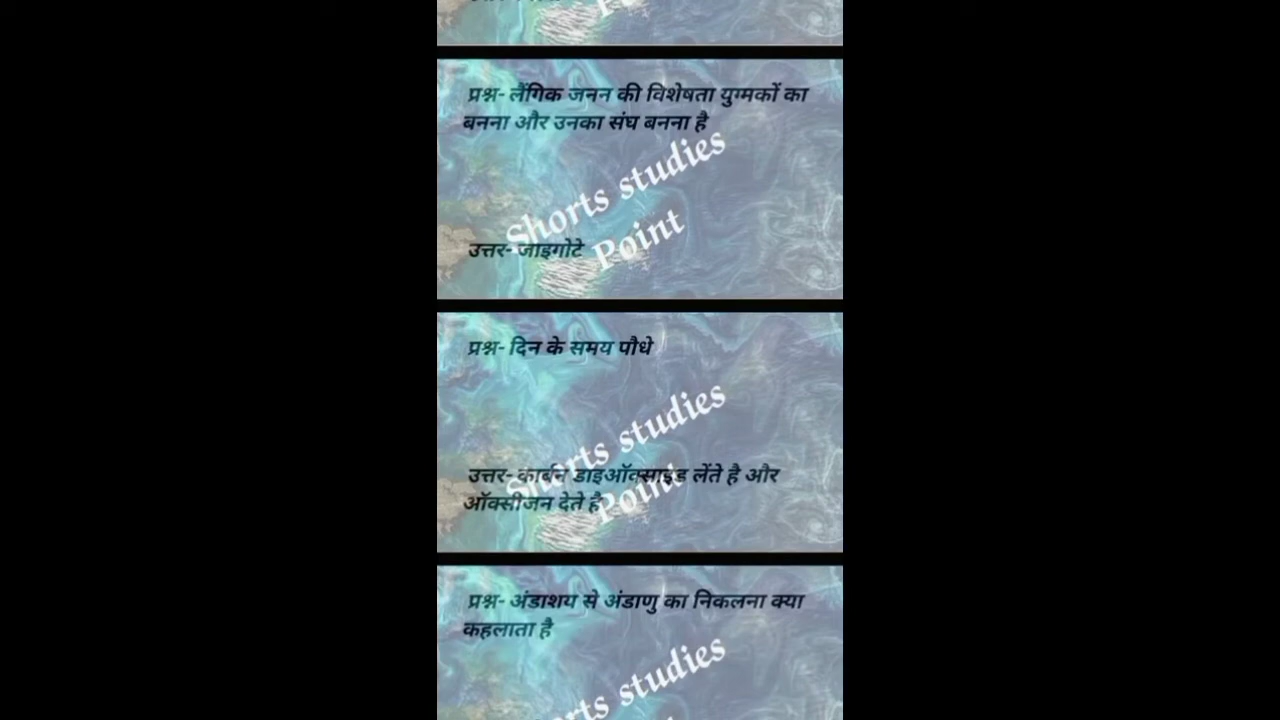 प्रश्न- लैंगिक जनन की विशेषता युग्मकों का
बनना और उनका संघ बनना है
Shorts studies
Point
उत्तर- जाइगोटे
प्रश्न- दिन के समय पौधे
Shorts studies
Point
उत्तर- कार्बन डाइऑक्साइड लेंते है और
ऑक्सीजन देते है
प्रश्न- अंडाशय से अंडाणु का निकलना क्या
कहलाता है
Shorts studies